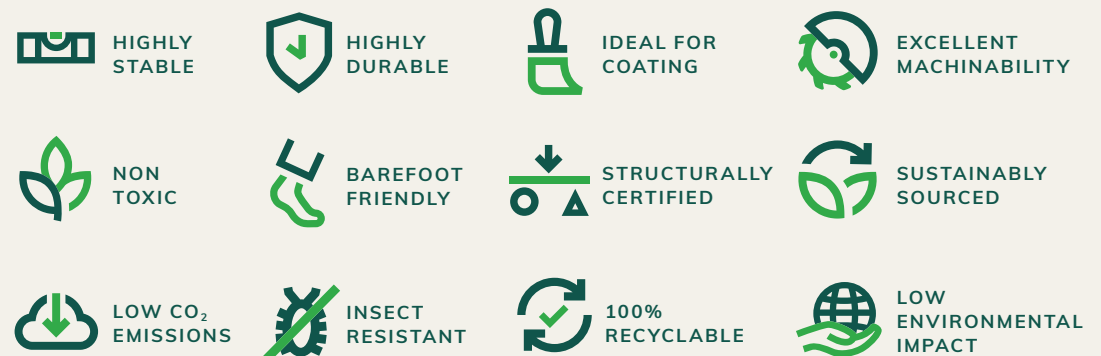 HIGHLY
STABLE
HIGHLY
DURABLE
IDEAL FOR
COATING
EXCELLENT
MACHINABILITY
NON
TOXIC
BAREFOOT
FRIENDLY
STRUCTURALLY
CERTIFIED
SUSTAINABLY
SOURCED
LOW CO₂
EMISSIONS
INSECT
RESISTANT
100%
RECYCLABLE
LOW
ENVIRONMENTAL
IMPACT